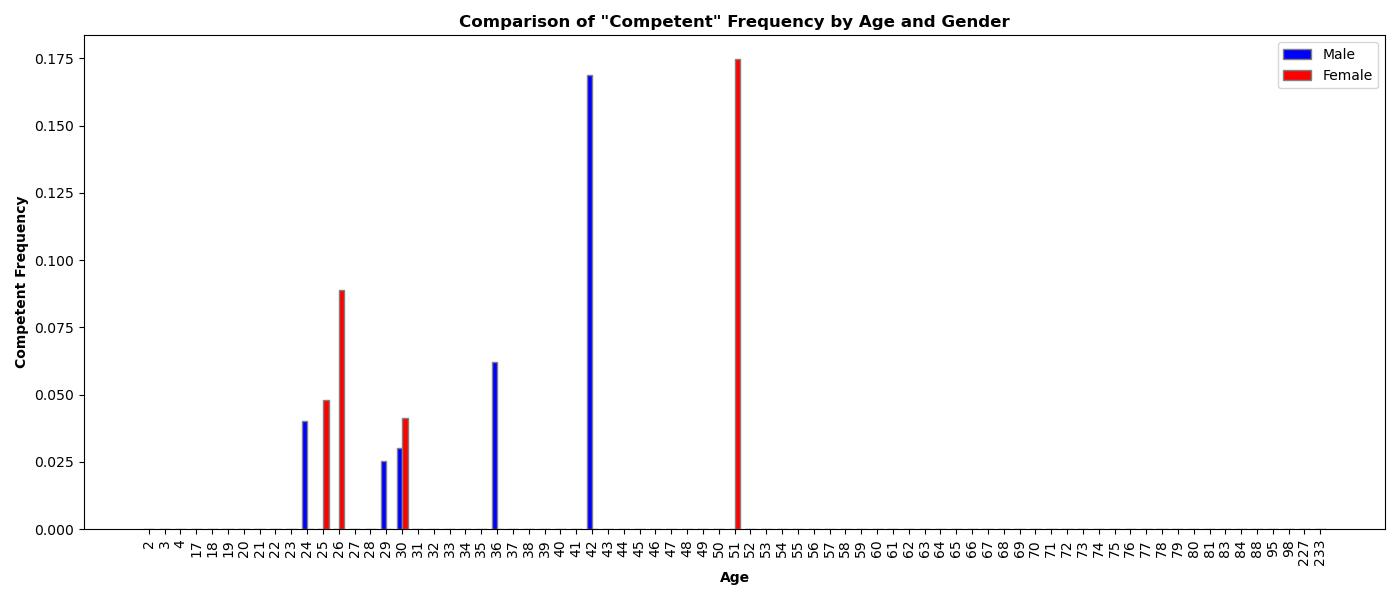 Comparison of "Competent" Frequency by Age and Gender
Male
Female
Competent Frequency
0.175
0.150
0.125
0.100
0.075
0.050
0.025
0.000
2 3 4 17 18 19 20 21 22 23 24 25 26 27 28 29 30 31 32 33 34 35 36 37 38 39 40 41 42 43 44 45 46 47 48 49 50 51 52 53 54 55 56 57 58 59 60 61 62 63 64 65 66 67 68 69 70 71 72 73 74 75 76 77 78 79 80 81 83 84 88 95 98 227 233
Age